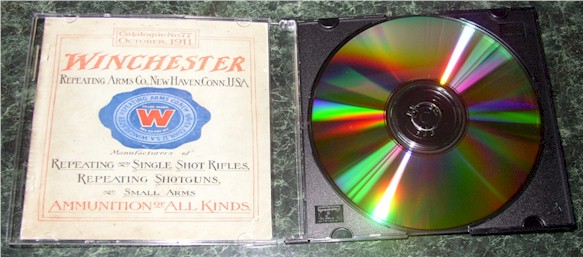 Catalogue No. 77
October, 1911
WINCHESTER
REPEATING ARMS CO., NEW HAVEN, CONN. U.S.A.
W
Manufacturers of
REPEATING AND SINGLE SHOT RIFLES,
REPEATING SHOTGUNS,
AND SMALL ARMS
AMMUNITION OF ALL KINDS.